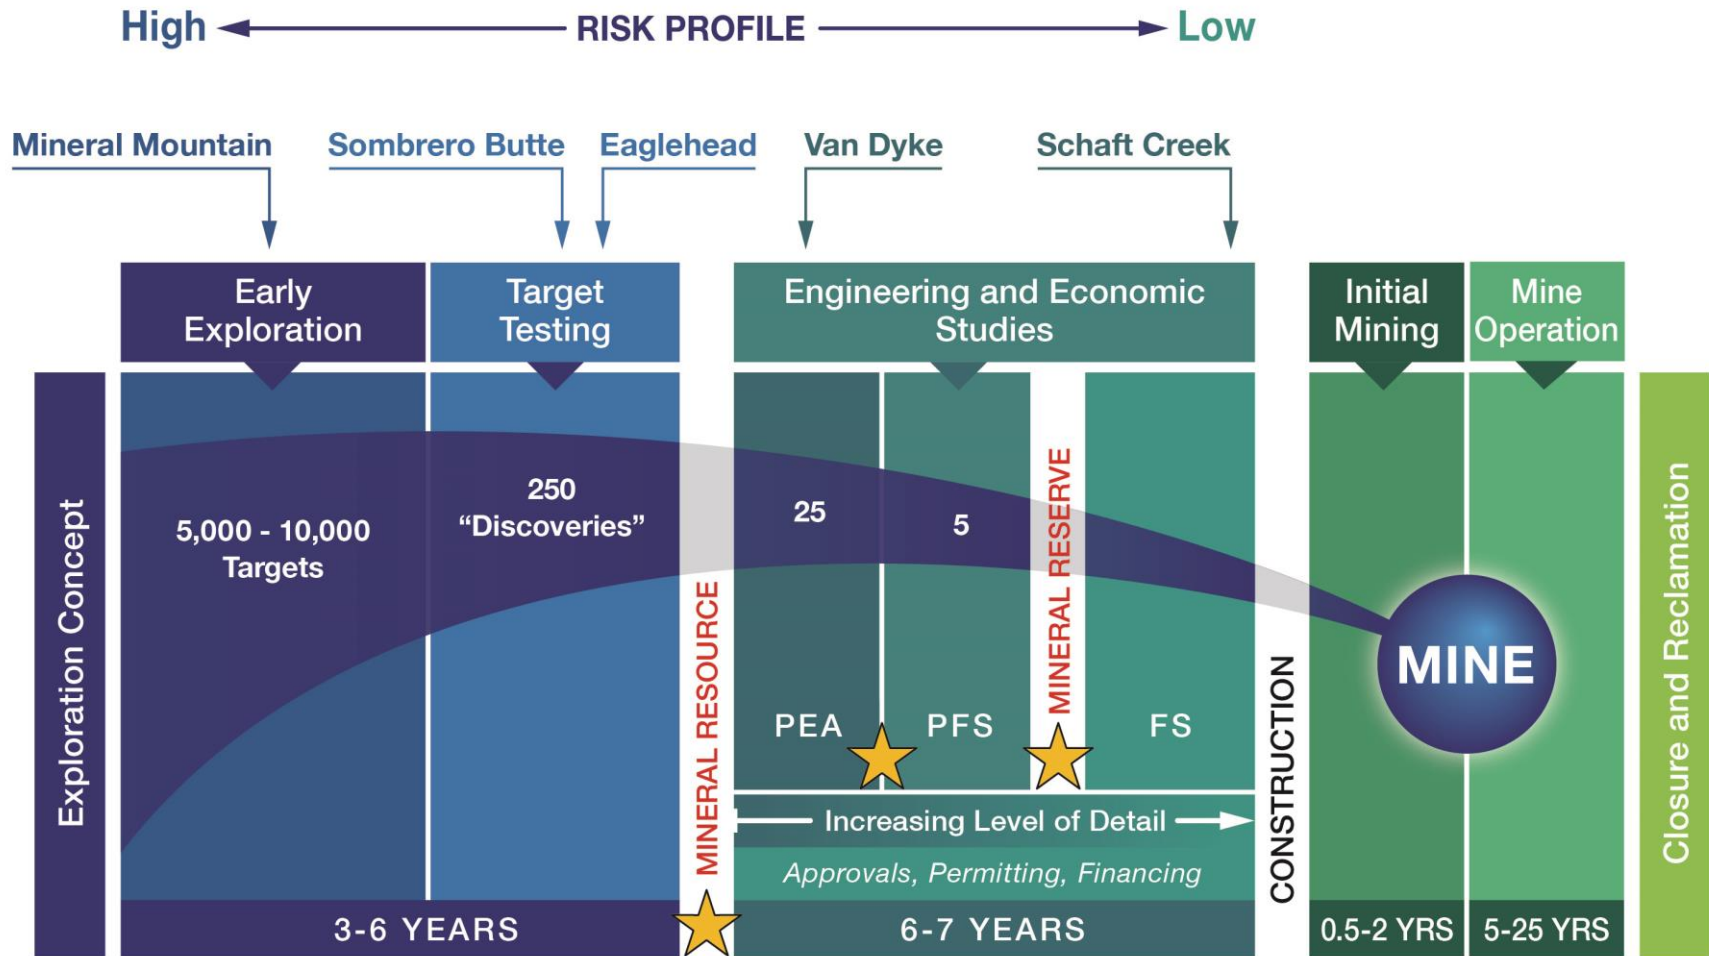 High
RISK PROFILE
Low
Mineral Mountain
Sombrero Butte
Eaglehead
Van Dyke
Schaft Creek
Early
Exploration
Target
Testing
Engineering and Economic
Studies
Initial
Mining
Mine
Operation
Exploration Concept
5,000 - 10,000
Targets
250
“Discoveries”
MINERAL RESOURCE
25
5
PEA
PFS
MINERAL RESERVE
FS
Increasing Level of Detail
Approvals, Permitting, Financing
CONSTRUCTION
MINE
Closure and Reclamation
3-6 YEARS
6-7 YEARS
0.5-2 YRS
5-25 YRS